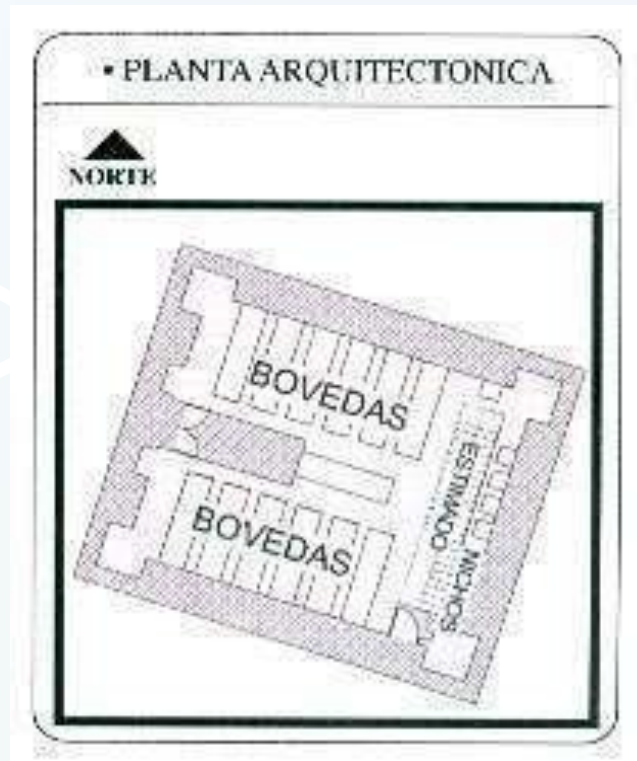 • PLANTA ARQUITECTONICA
NORTE
BOVEDAS
BOVEDAS
ESTIMADO
NICHOS